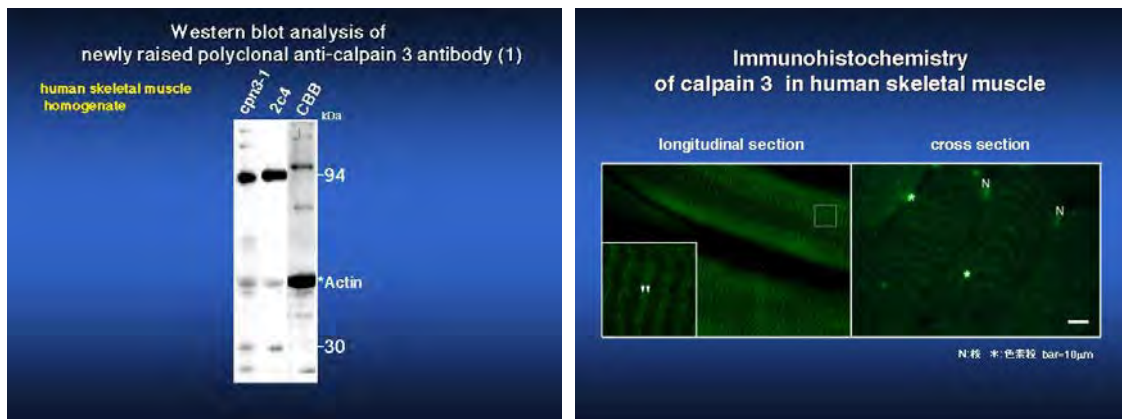 Western blot analysis of
newly raised polyclonal anti-calpain 3 antibody (1)
human skeletal muscle
homogenate
cpn3-1
2c4
CBB
kDa
-94
*Actin
-30
Immunohistochemistry
of calpain 3 in human skeletal muscle
longitudinal section
cross section
"
*
N
N
*
N:核 *:色素殿 bar=10μm